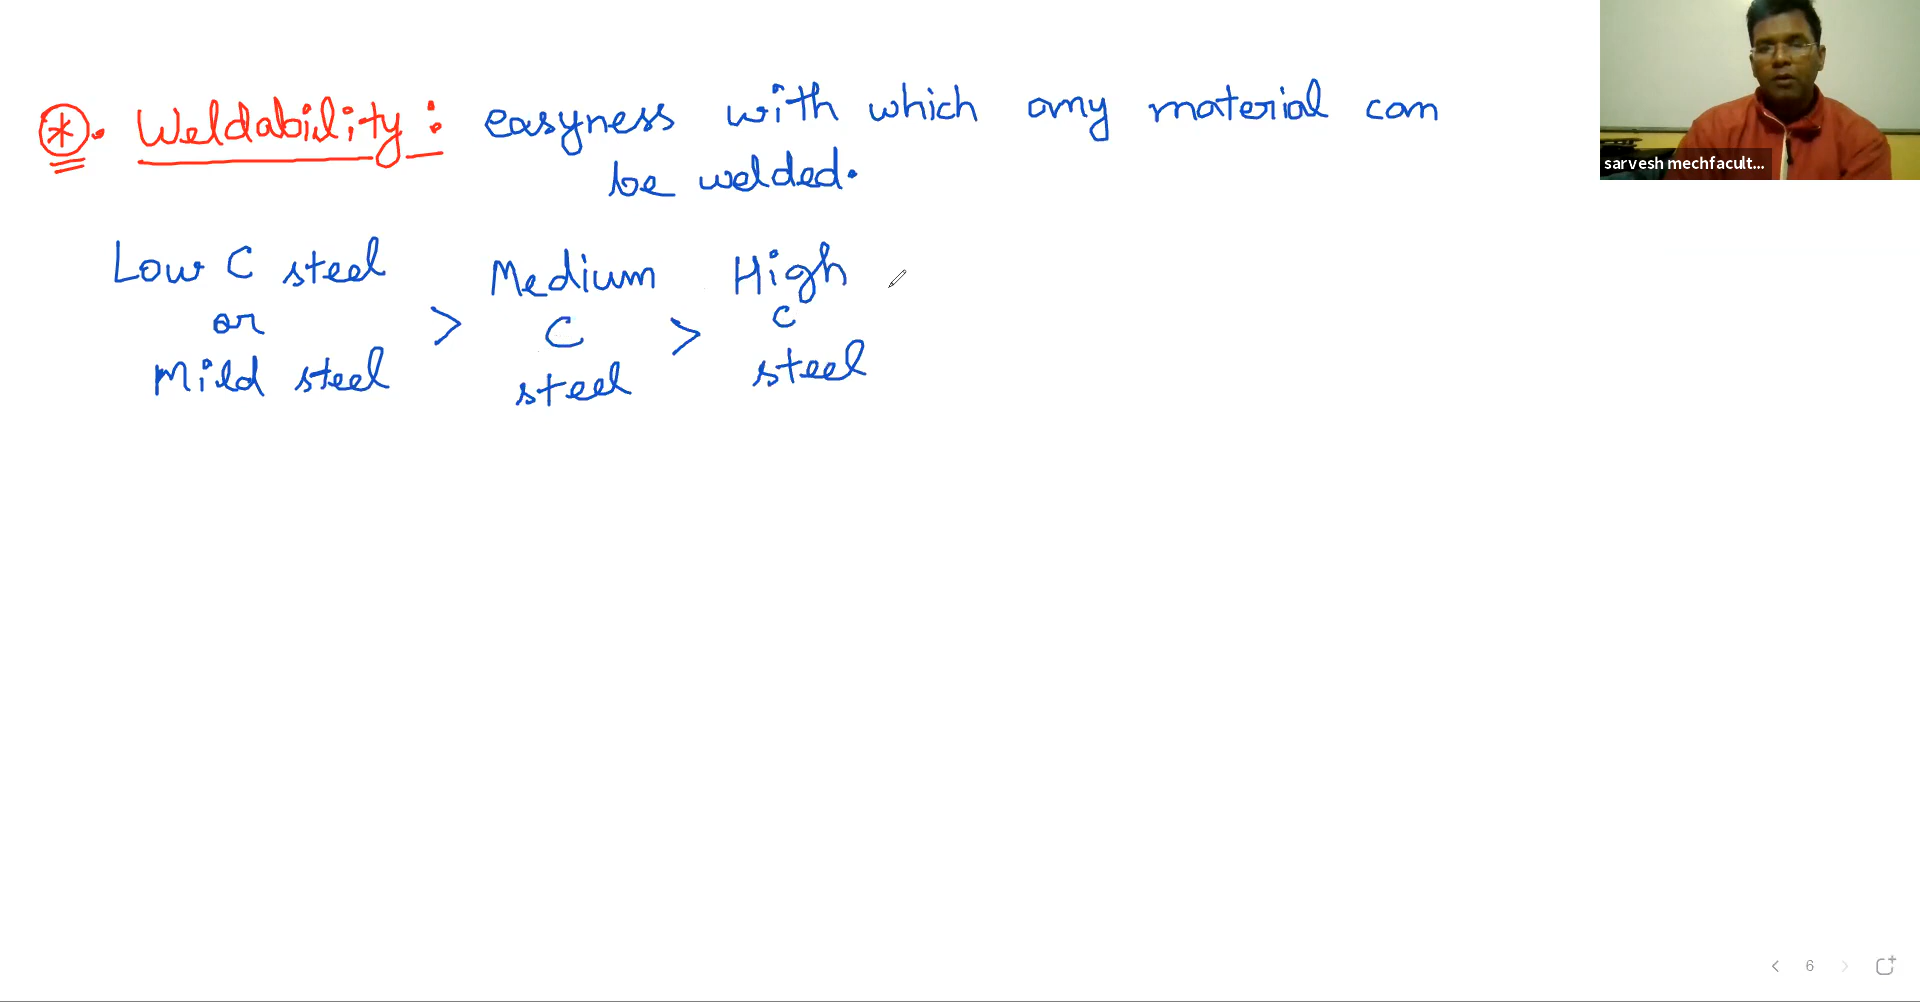 ⊛. Weldability : easyness with which any material can
be welded.
Low C steel
or
Mild steel
>
Medium
C
steel
>
High
C
steel
sarvesh mechfacult...
6